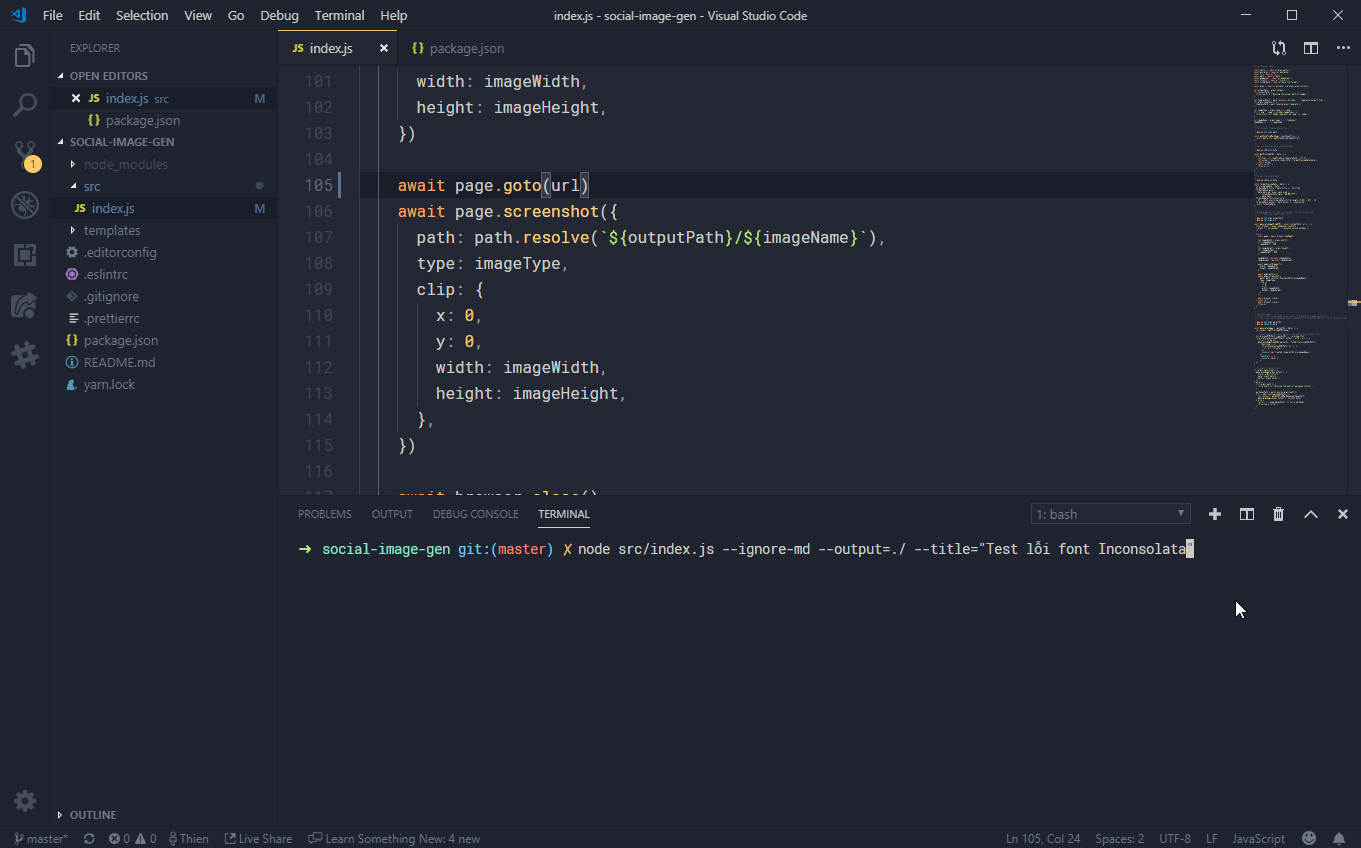 File Edit Selection View Go Debug Terminal Help
index.js - social-image-gen - Visual Studio Code
EXPLORER
OPEN EDITORS
JS index.js src M
{} package.json
SOCIAL-IMAGE-GEN
node_modules
src
JS index.js M
templates
.editorconfig
.eslintrc
.gitignore
.prettierrc
{} package.json
README.md
yarn.lock
OUTLINE
1
JS index.js
{} package.json
101 width: imageWidth,
102 height: imageHeight,
103 })
104
105 await page.goto(url)
106 await page.screenshot({
107 path: path.resolve(`${outputPath}/${imageName}`),
108 type: imageType,
109 clip: {
110 x: 0,
111 y: 0,
112 width: imageWidth,
113 height: imageHeight,
114 },
115 })
116
117 await browser.close()
PROBLEMS OUTPUT DEBUG CONSOLE TERMINAL
1: bash
➜ social-image-gen git:(master) ✗ node src/index.js --ignore-md --output=./ --title="Test lỗi font Inconsolata"
master* 0 0 Thien Live Share Learn Something New: 4 new
Ln 105, Col 24 Spaces: 2 UTF-8 LF JavaScript